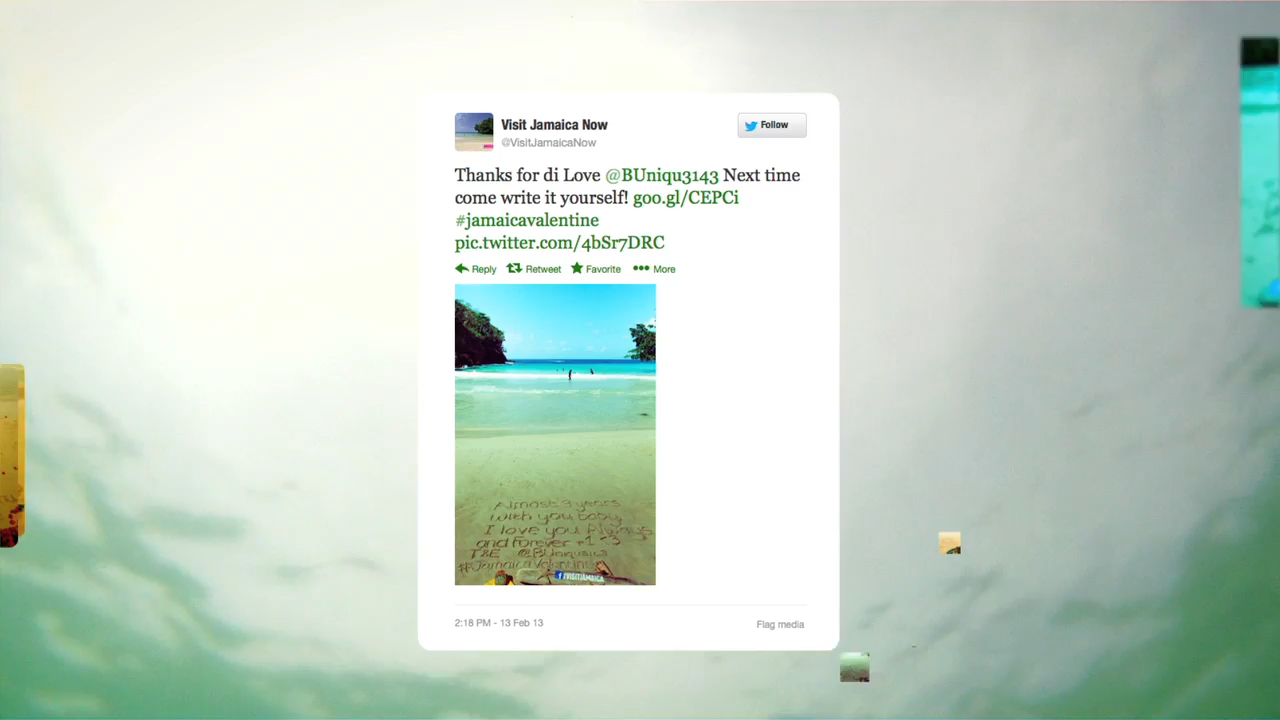 Visit Jamaica Now
@VisitJamaicaNow
Follow
Thanks for di Love @BUniqu3143 Next time
come write it yourself! goo.gl/CEPCi
#jamaicavalentine
pic.twitter.com/4bSr7DRC
Reply Retweet Favorite More
Almost 3 years
with you baby
I love you Always
and forever +1 <3
T&E
#JamaicaValentine
VISITJAMAICA
2:18 PM - 13 Feb 13
Flag media